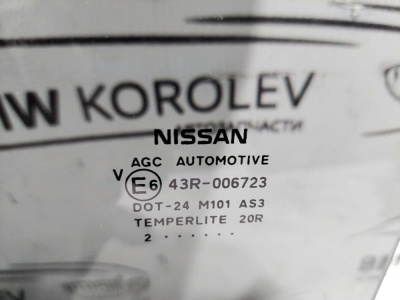 IW KOROLEV
АВТОЗАПЧАСТИ
NISSAN
AGC AUTOMOTIVE
V E6 43R-006723
DOT-24 M101 AS3
TEMPERLITE 20R
2 . . . . . .